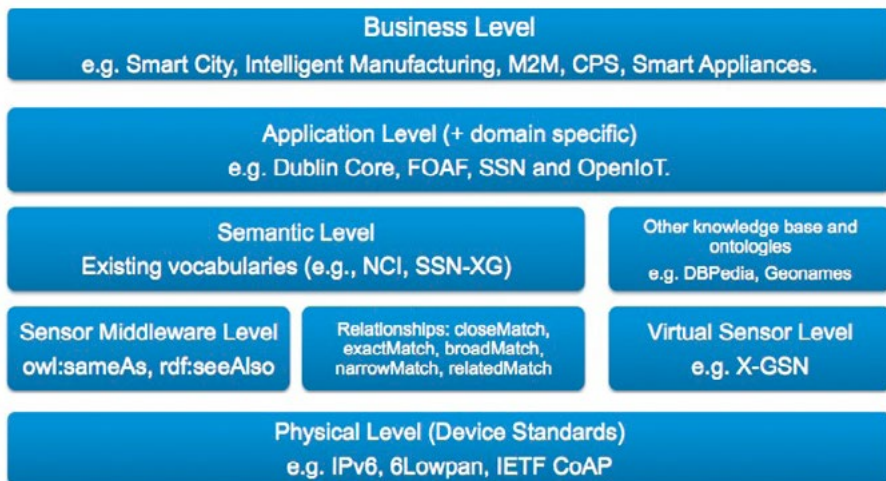 Business Level
e.g. Smart City, Intelligent Manufacturing, M2M, CPS, Smart Appliances.
Application Level (+ domain specific)
e.g. Dublin Core, FOAF, SSN and OpenIoT.
Semantic Level
Existing vocabularies (e.g., NCI, SSN-XG)
Other knowledge base and
ontologies
e.g. DBPedia, Geonames
Sensor Middleware Level
owl:sameAs, rdf:seeAlso
Relationships: closeMatch,
exactMatch, broadMatch,
narrowMatch, relatedMatch
Virtual Sensor Level
e.g. X-GSN
Physical Level (Device Standards)
e.g. IPv6, 6Lowpan, IETF CoAP